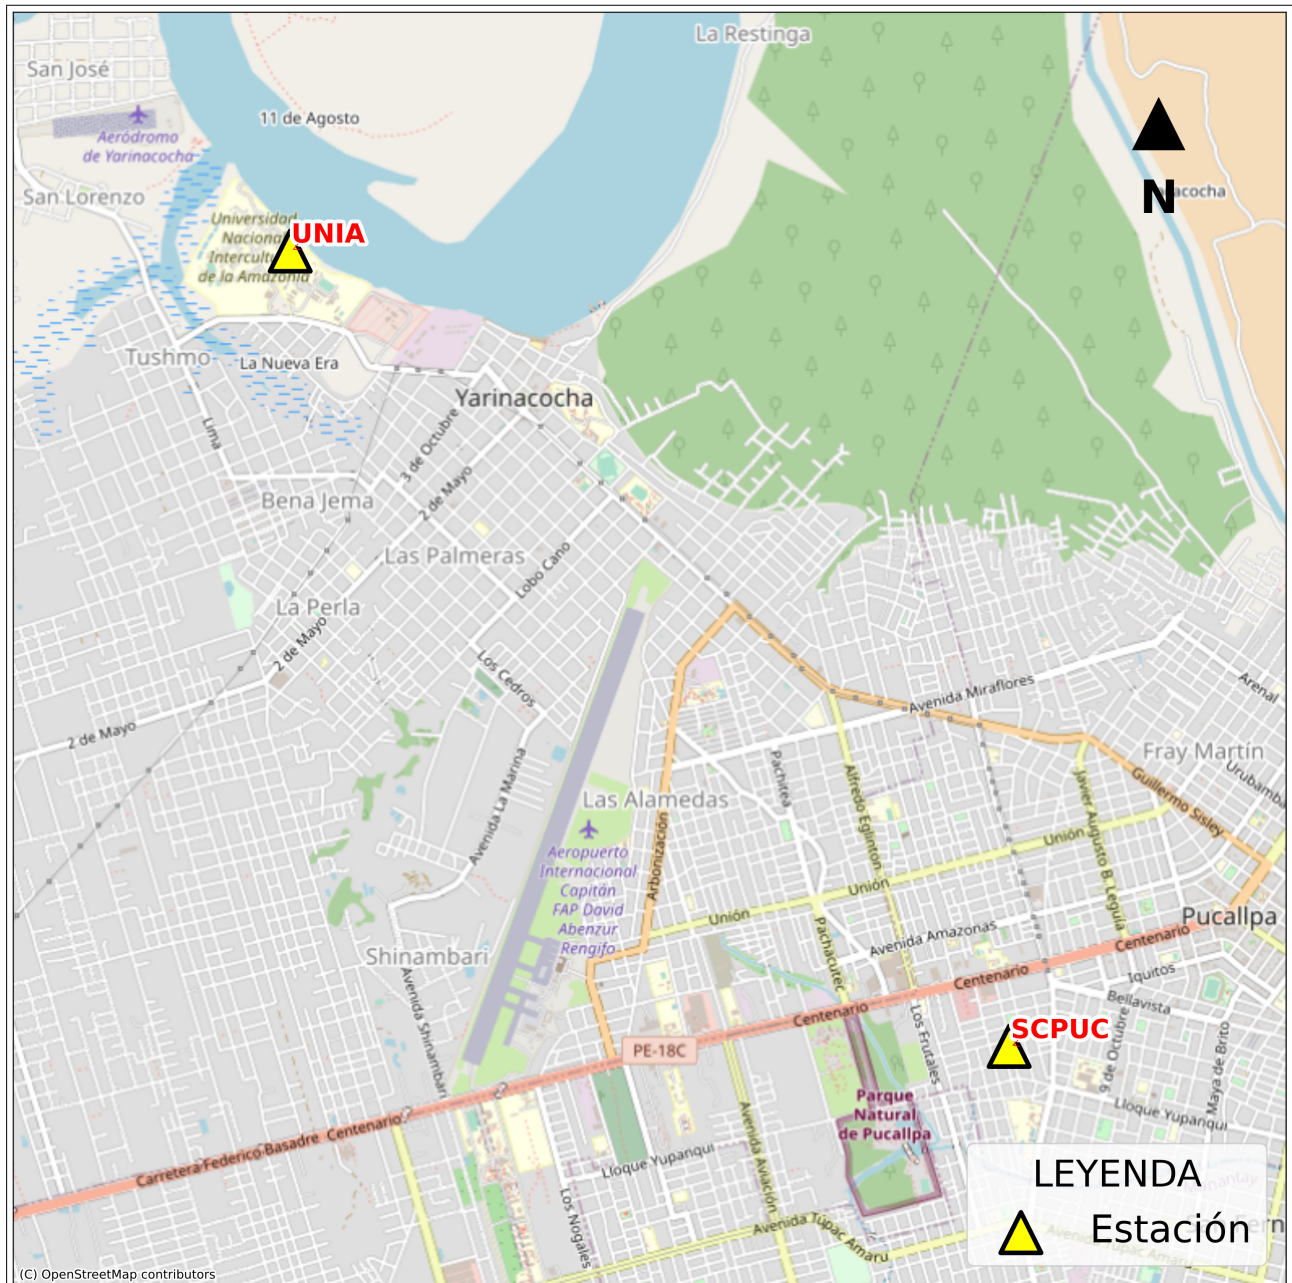 La Restinga
San José
11 de Agosto
Aeródromo
de Yarinacocha
San Lorenzo
N
Universidad
Nacional
de la Amazonía
UNIA
Tushmo
La Nueva Era
Yarinacocha
Lima
3 de Octubre
2 de Mayo
Bena Jema
Las Palmeras
Lobo Cano
La Perla
2 de Mayo
Los Cedros
Avenida Miraflores
Arenal
2 de Mayo
Fray Martín
Pachitea
Avenida La Marina
Alfredo Eglinton
Javier Augusto B. Leguía
Guillermo Sisley
Las Alamedas
Arbonización
Unión
Aeropuerto
Internacional
Capitán
FAP David
Abenzur
Rengifo
Unión
Unión
Pucallpa
Pachacutec
Avenida Amazonas
Centenario
Shinambari
Avenida Shinambari
Centenario
Iquitos
Bellavista
Centenario
Los Frutales
SCPUC
9 de Octubre
Maya de Brito
PE-18C
Parque
Natural
de Pucallpa
Lloque Yupanqui
Carretera Federico Basadre
Centenario
Avenida Aviación
Lloque Yupanqui
Los Nogales
Avenida Túpac Amaru
LEYENDA
Estación
Avenida Túpac Amaru
(C) OpenStreetMap contributors